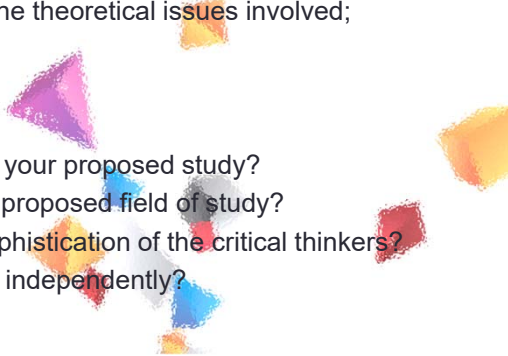 he theoretical issues involved;
your proposed study?
proposed field of study?
phistication of the critical thinkers?
independently?